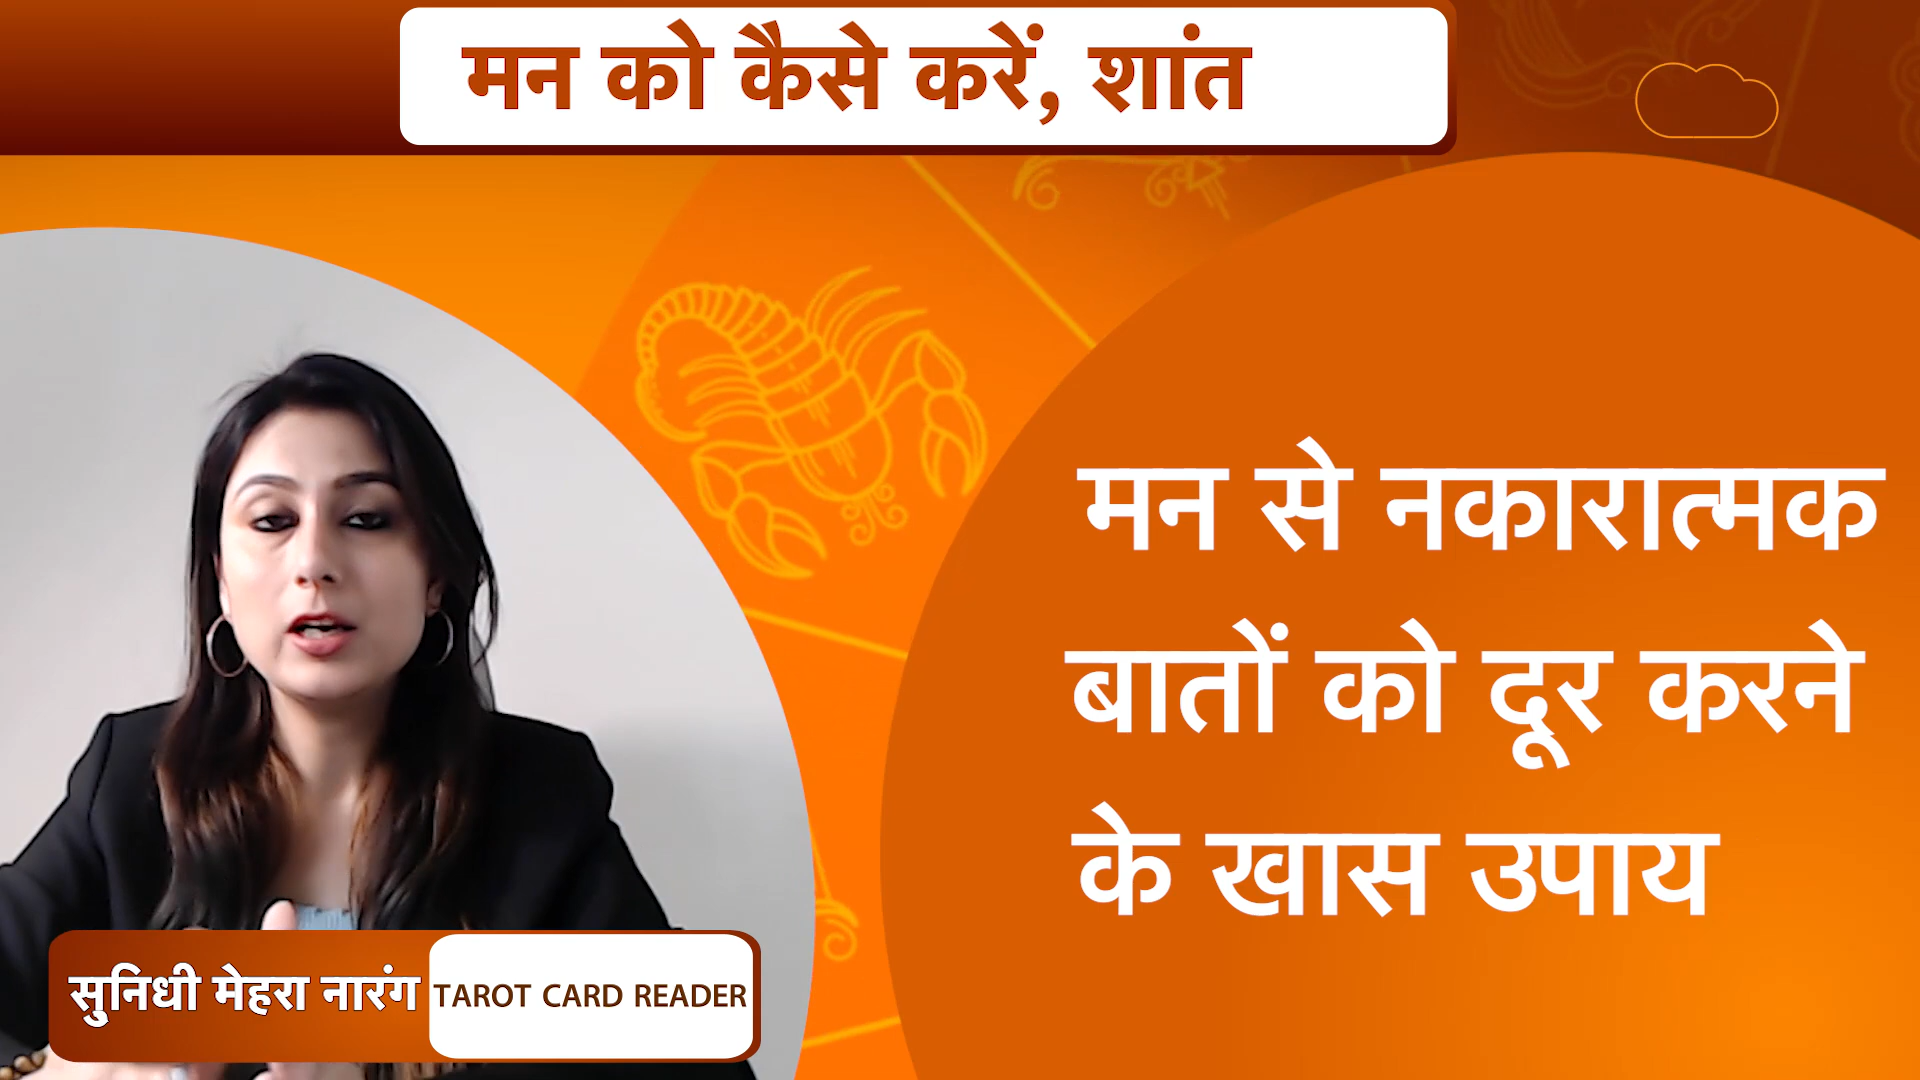 मन को कैसे करें, शांत
मन से नकारात्मक
बातों को दूर करने
के खास उपाय
सुनिधी मेहरा नारंग TAROT CARD READER